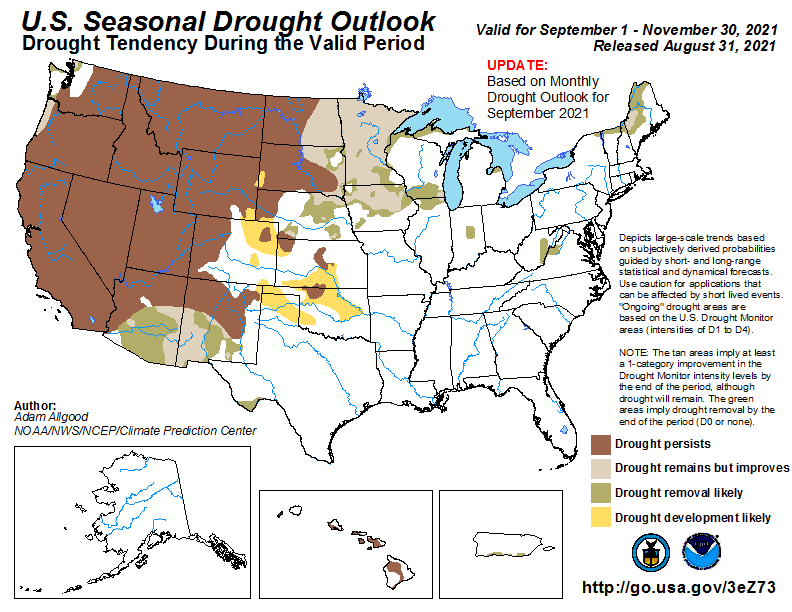 U.S. Seasonal Drought Outlook
Drought Tendency During the Valid Period
Valid for September 1 - November 30, 2021
Released August 31, 2021
UPDATE:
Based on Monthly
Drought Outlook for
September 2021
Depicts large-scale trends based
on subjectively derived probabilities
guided by short- and long-range
statistical and dynamical forecasts.
Use caution for applications that
can be affected by short lived events.
"Ongoing" drought areas are
based on the U.S. Drought Monitor
areas (intensities of D1 to D4).
NOTE: The tan areas imply at least
a 1-category improvement in the
Drought Monitor intensity levels by
the end of the period, although
drought will remain. The green
areas imply drought removal by the
end of the period (D0 or none).
Author:
Adam Allgood
NOAA/NWS/NCEP/Climate Prediction Center
Drought persists
Drought remains but improves
Drought removal likely
Drought development likely
http://go.usa.gov/3eZ73